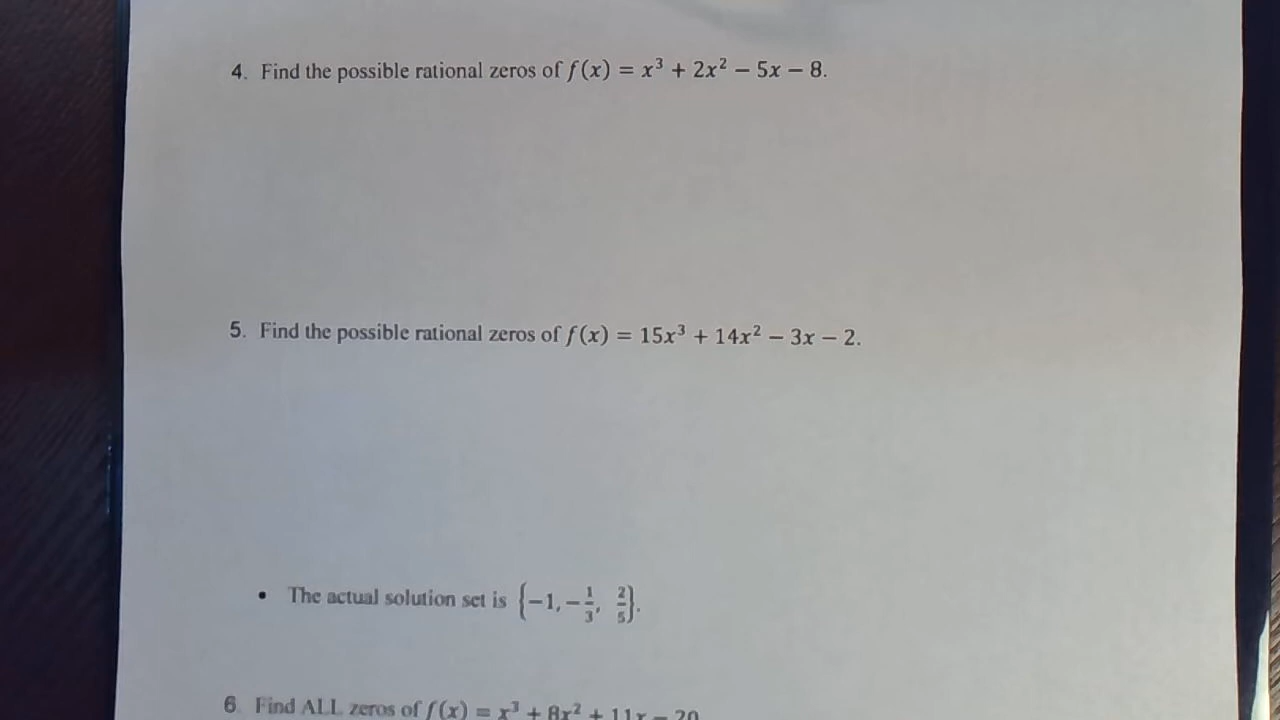 4. Find the possible rational zeros of f(x) = x³ + 2x² − 5x − 8.
5. Find the possible rational zeros of f(x) = 15x³ + 14x² − 3x − 2.
• The actual solution set is {−1, −1/3, 2/5}.
6. Find ALL zeros of f(x) = x³ + 8x² + 11x − 20